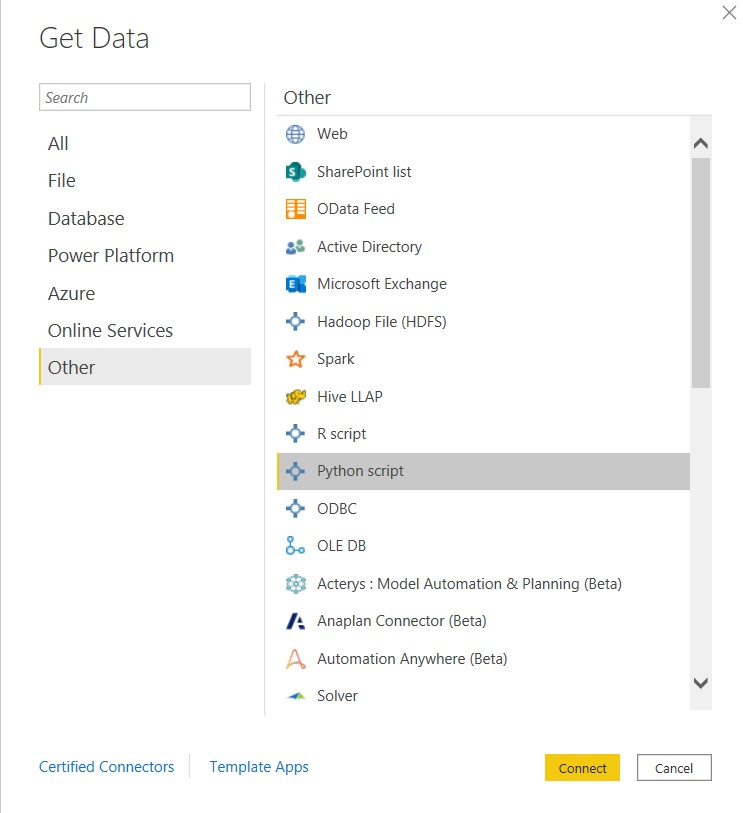 Get Data
Search
All
File
Database
Power Platform
Azure
Online Services
Other
Other
Web
SharePoint list
OData Feed
Active Directory
Microsoft Exchange
Hadoop File (HDFS)
Spark
Hive LLAP
R script
Python script
ODBC
OLE DB
Acterys : Model Automation & Planning (Beta)
Anaplan Connector (Beta)
Automation Anywhere (Beta)
Solver
Certified Connectors
Template Apps
Connect
Cancel